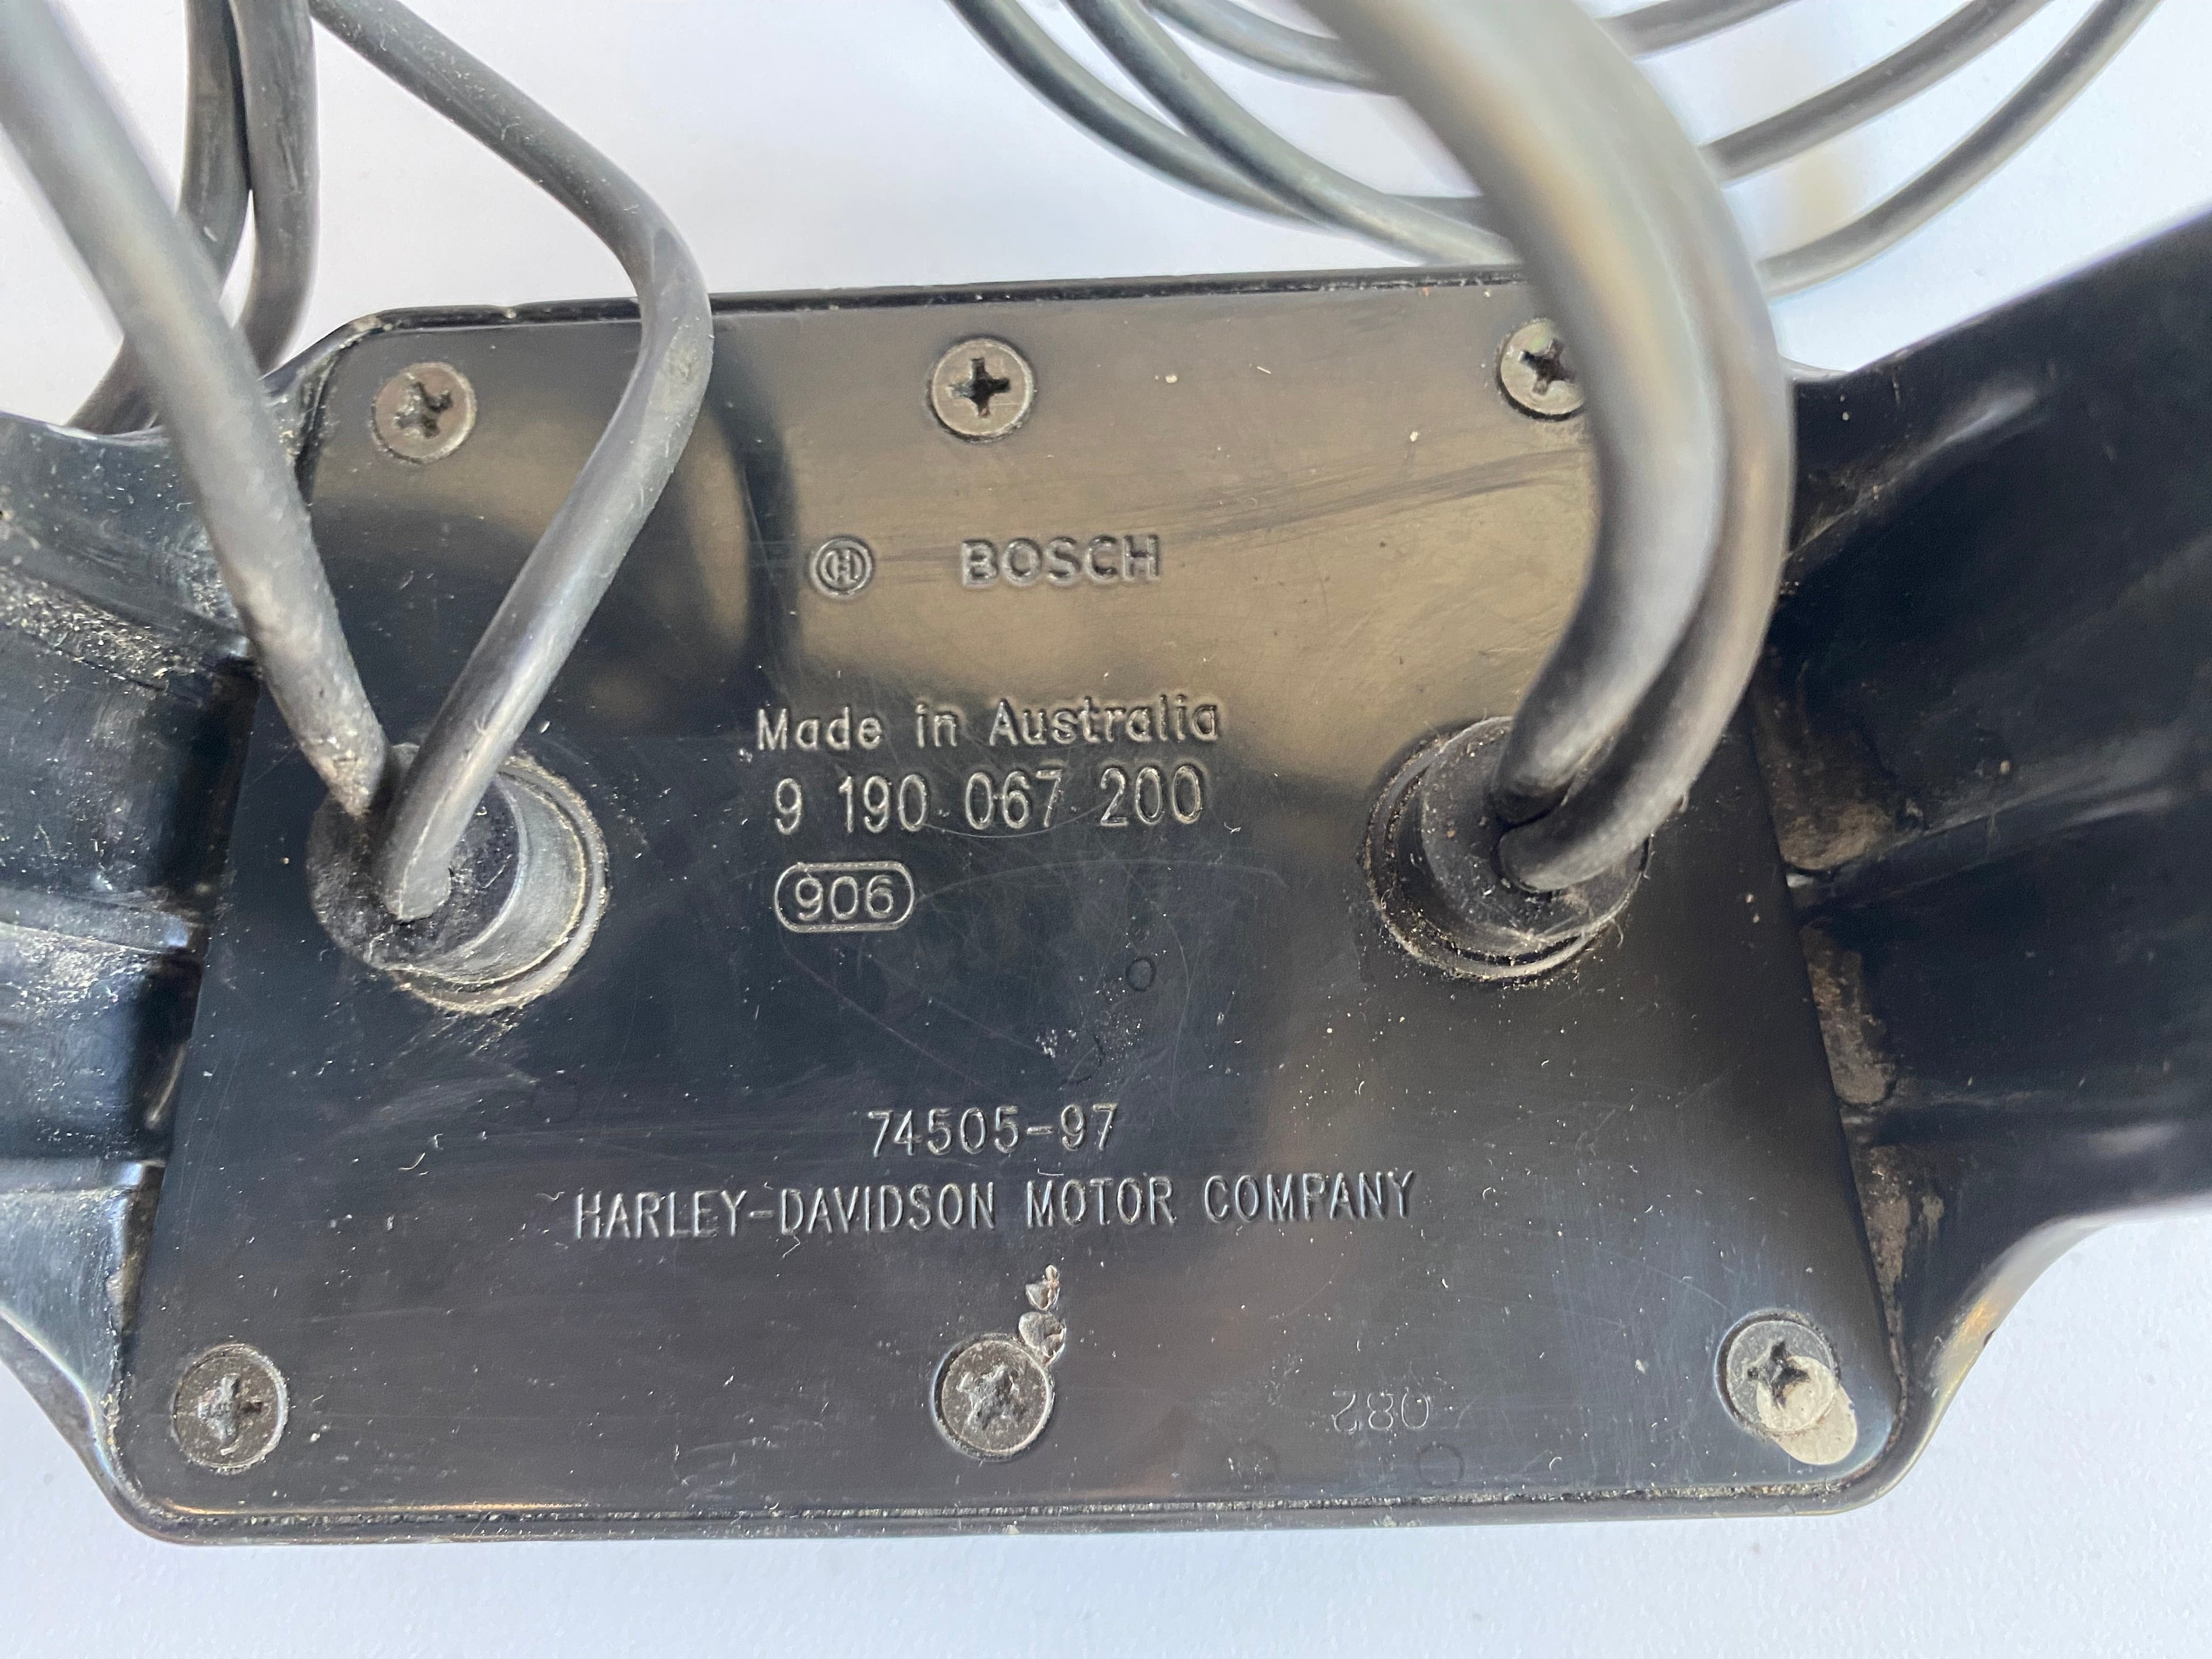 BOSCH
Made in Australia
9 190 067 200
906
74505-97
HARLEY-DAVIDSON MOTOR COMPANY
082